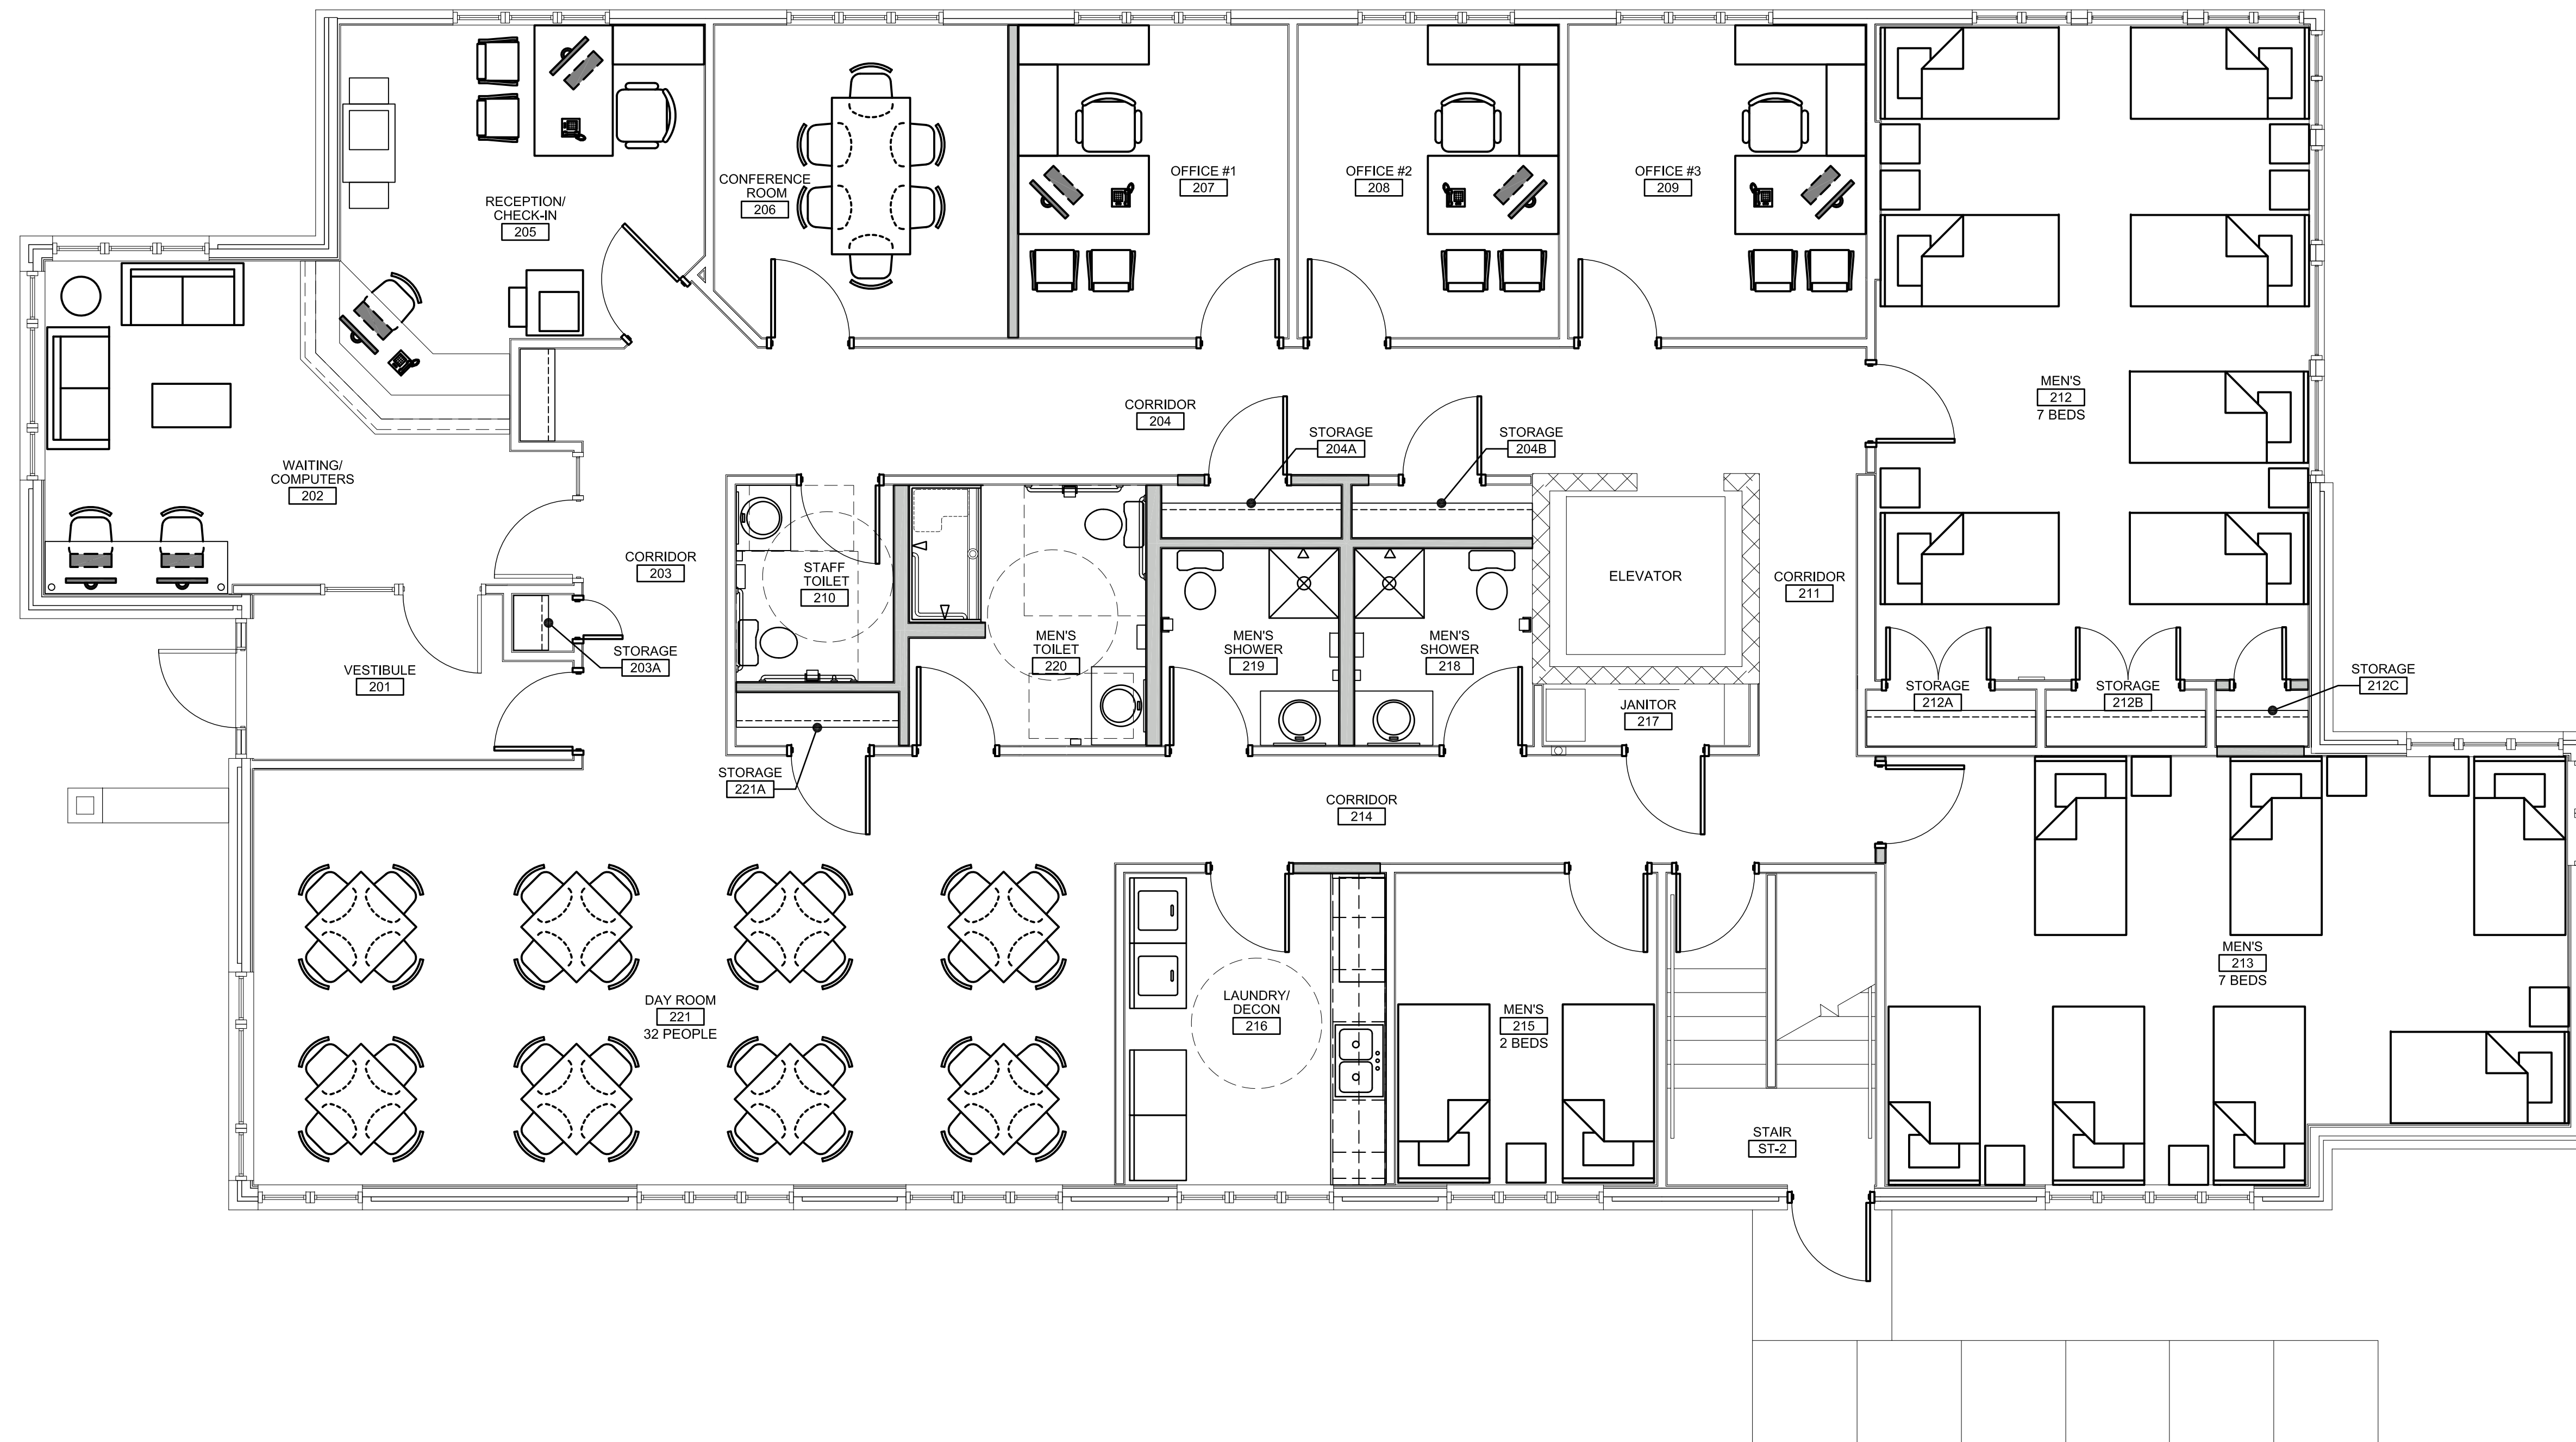 CONFERENCE
ROOM
206
OFFICE #1
207
OFFICE #2
208
OFFICE #3
209
RECEPTION/
CHECK-IN
205
MEN'S
212
7 BEDS
CORRIDOR
204
STORAGE
204A
STORAGE
204B
WAITING/
COMPUTERS
202
CORRIDOR
203
STAFF
TOILET
210
ELEVATOR
CORRIDOR
211
VESTIBULE
201
STORAGE
203A
MEN'S
TOILET
220
MEN'S
SHOWER
219
MEN'S
SHOWER
218
JANITOR
217
STORAGE
212A
STORAGE
212B
STORAGE
212C
STORAGE
221A
CORRIDOR
214
DAY ROOM
221
32 PEOPLE
LAUNDRY/
DECON
216
MEN'S
215
2 BEDS
MEN'S
213
7 BEDS
STAIR
ST-2